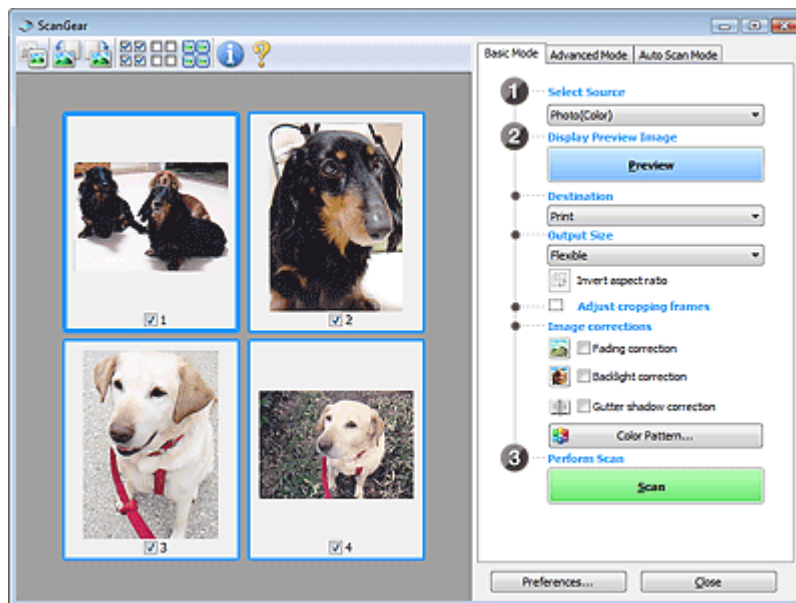 ScanGear
Basic Mode
Advanced Mode
Auto Scan Mode
1
Select Source
Photo(Color)
2
Display Preview Image
Preview
Destination
Print
Output Size
Flexible
Invert aspect ratio
Adjust cropping frames
Image corrections
Fading correction
Backlight correction
Gutter shadow correction
Color Pattern...
3
Perform Scan
Scan
Preferences...
Close
1
2
3
4